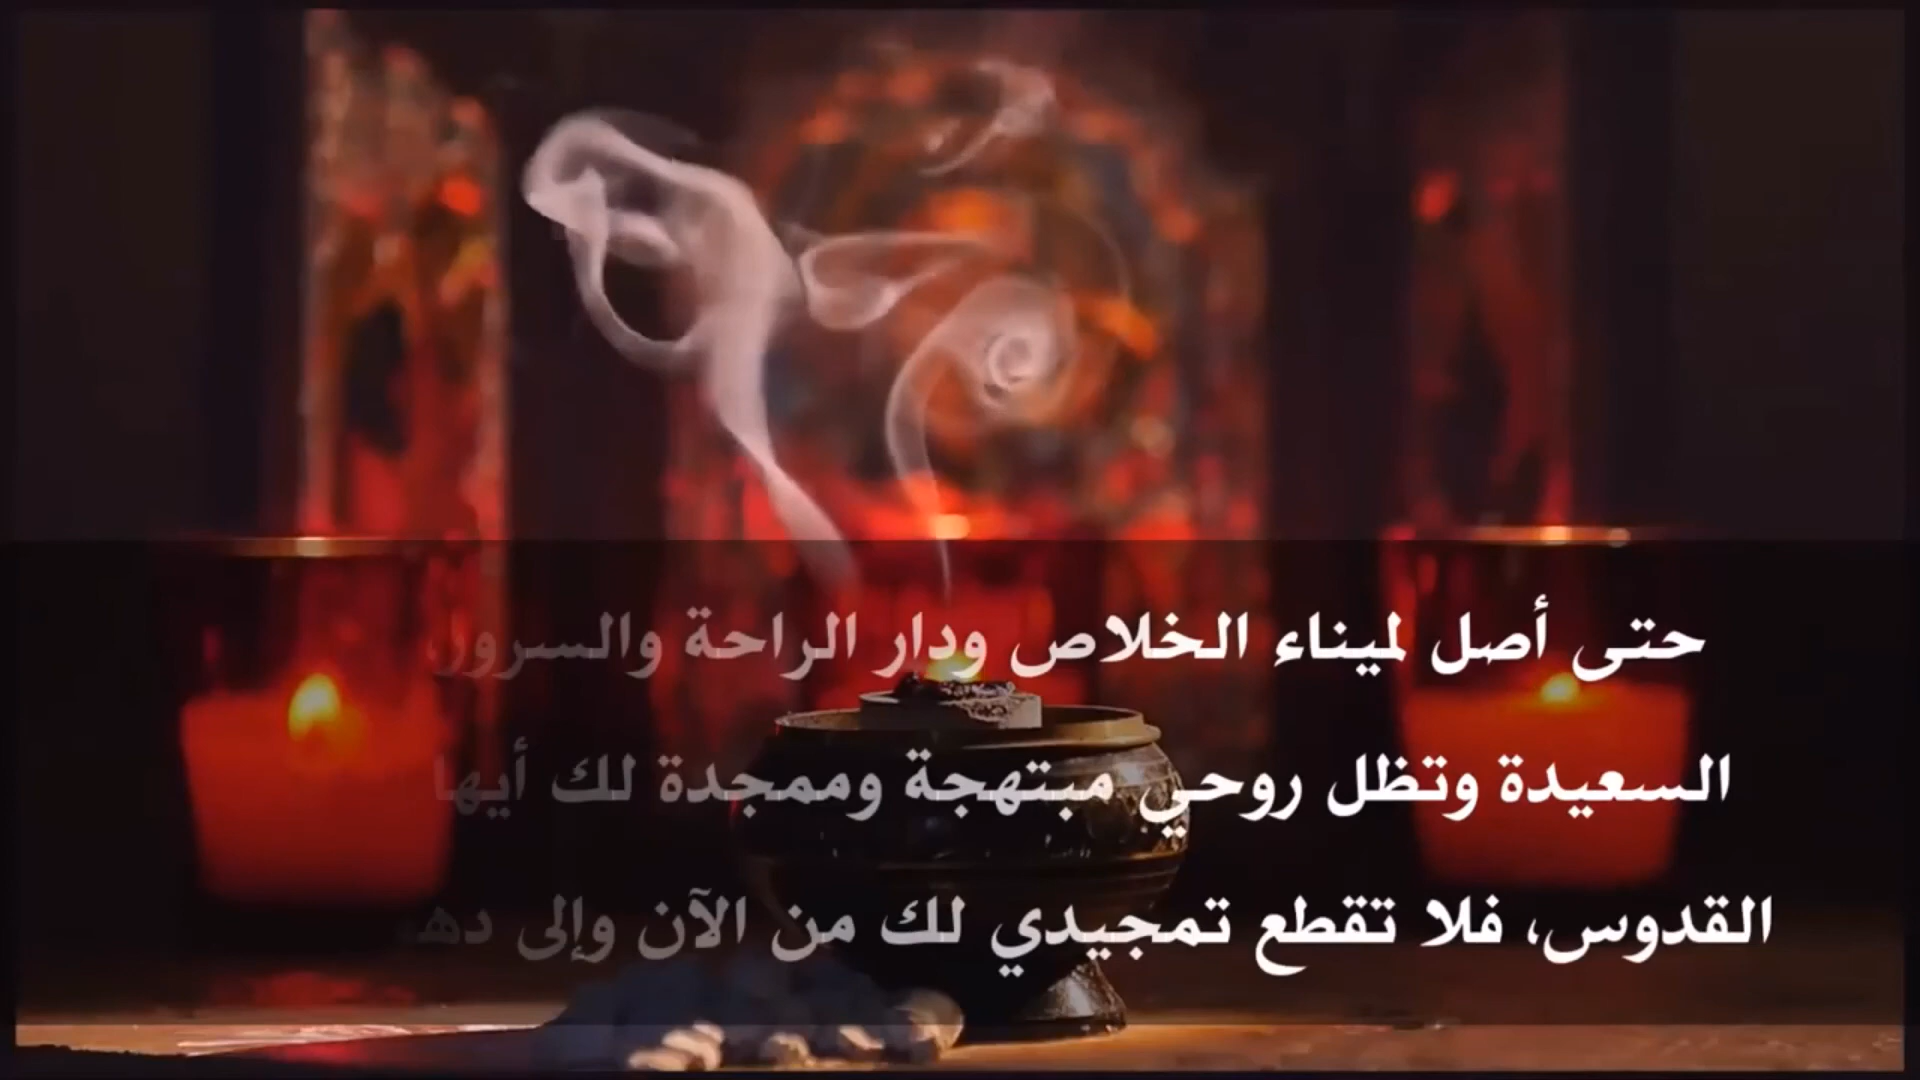 حتى أصل لميناء الخلاص ودار الراحة والسرور
السعيدة وتظل روحي مبتهجة وممجدة لك أيها
القدوس، فلا تقطع تمجيدي لك من الآن وإلى